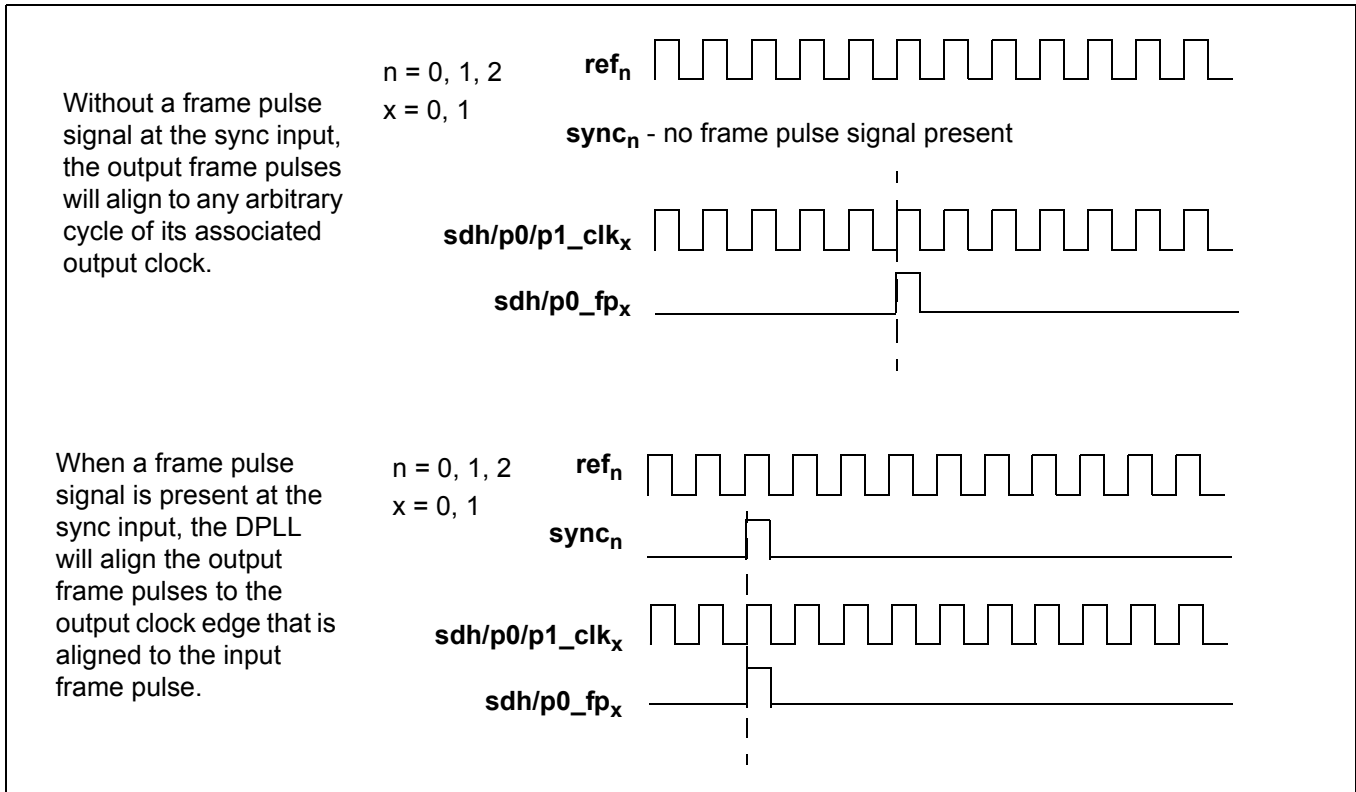 Without a frame pulse
signal at the sync input,
the output frame pulses
will align to any arbitrary
cycle of its associated
output clock.
n = 0, 1, 2
x = 0, 1
refn
syncn - no frame pulse signal present
sdh/p0/p1_clkx
sdh/p0_fpx
When a frame pulse
signal is present at the
sync input, the DPLL
will align the output
frame pulses to the
output clock edge that is
aligned to the input
frame pulse.
n = 0, 1, 2
x = 0, 1
refn
syncn
sdh/p0/p1_clkx
sdh/p0_fpx